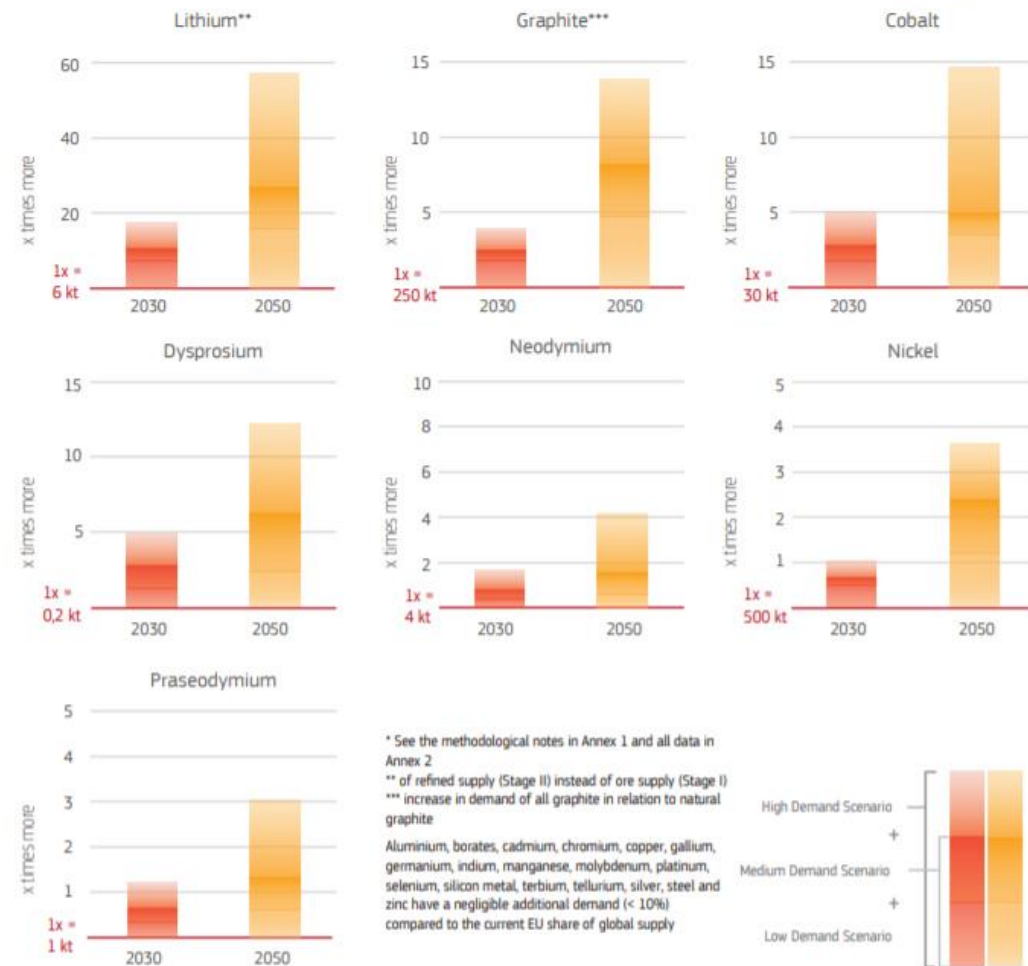 Lithium**
60
40
20
x times more
1x =
6 kt
2030
2050
Graphite***
15
10
5
x times more
1x =
250 kt
2030
2050
Cobalt
15
10
5
x times more
1x =
30 kt
2030
2050
Dysprosium
15
10
5
x times more
1x =
0,2 kt
2030
2050
Neodymium
10
8
6
4
2
x times more
1x =
4 kt
2030
2050
Nickel
5
4
3
2
1
x times more
1x =
500 kt
2030
2050
Praseodymium
5
4
3
2
1
x times more
1x =
1 kt
2030
2050
* See the methodological notes in Annex 1 and all data in
Annex 2
** of refined supply (Stage II) instead of ore supply (Stage I)
*** increase in demand of all graphite in relation to natural
graphite
Aluminium, borates, cadmium, chromium, copper, gallium,
germanium, indium, manganese, molybdenum, platinum,
selenium, silicon metal, terbium, tellurium, silver, steel and
zinc have a negligible additional demand (< 10%)
compared to the current EU share of global supply
High Demand Scenario
+
Medium Demand Scenario
+
Low Demand Scenario